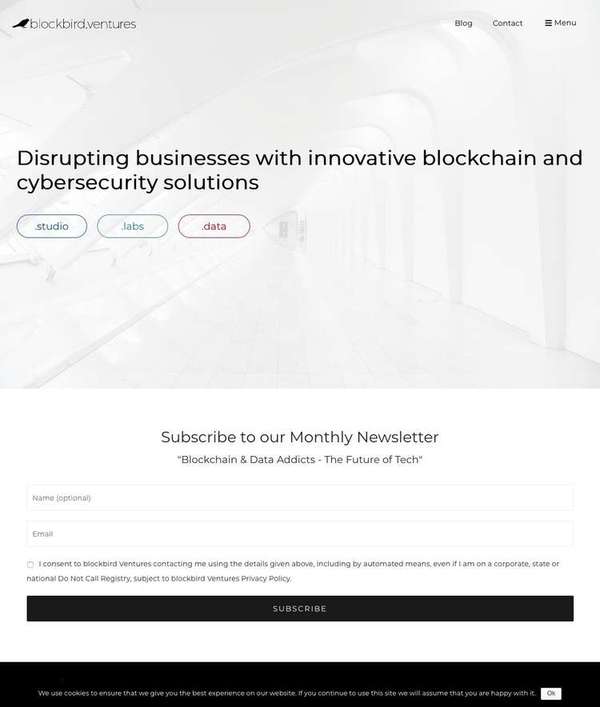 blockbird.ventures
Blog
Contact
Menu
Disrupting businesses with innovative blockchain and
cybersecurity solutions
.studio
.labs
.data
Subscribe to our Monthly Newsletter
"Blockchain & Data Addicts - The Future of Tech"
Name (optional)
Email
I consent to blockbird Ventures contacting me using the details given above, including by automated means, even if I am on a corporate, state or
national Do Not Call Registry, subject to blockbird Ventures Privacy Policy.
SUBSCRIBE
We use cookies to ensure that we give you the best experience on our website. If you continue to use this site we will assume that you are happy with it.
Ok